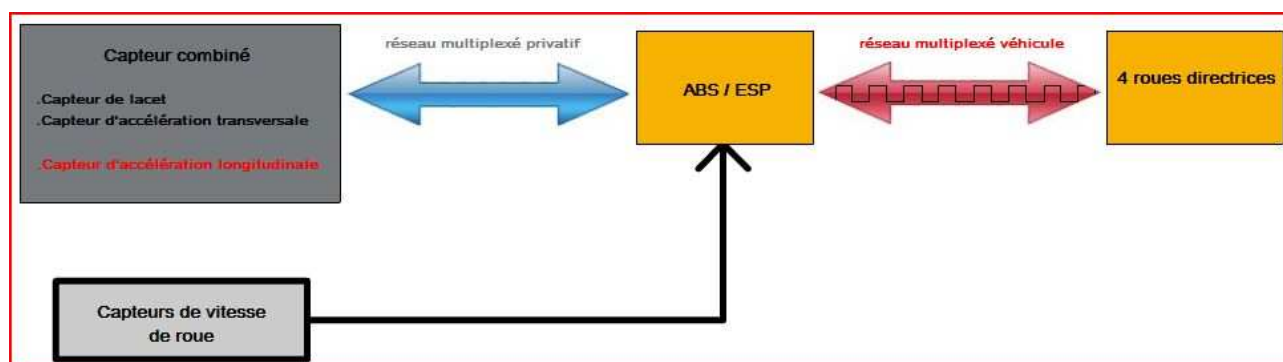 Capteur combiné
.Capteur de lacet
.Capteur d'accélération transversale
.Capteur d'accélération longitudinale
réseau multiplexé privatif
ABS / ESP
réseau multiplexé véhicule
4 roues directrices
Capteurs de vitesse
de roue